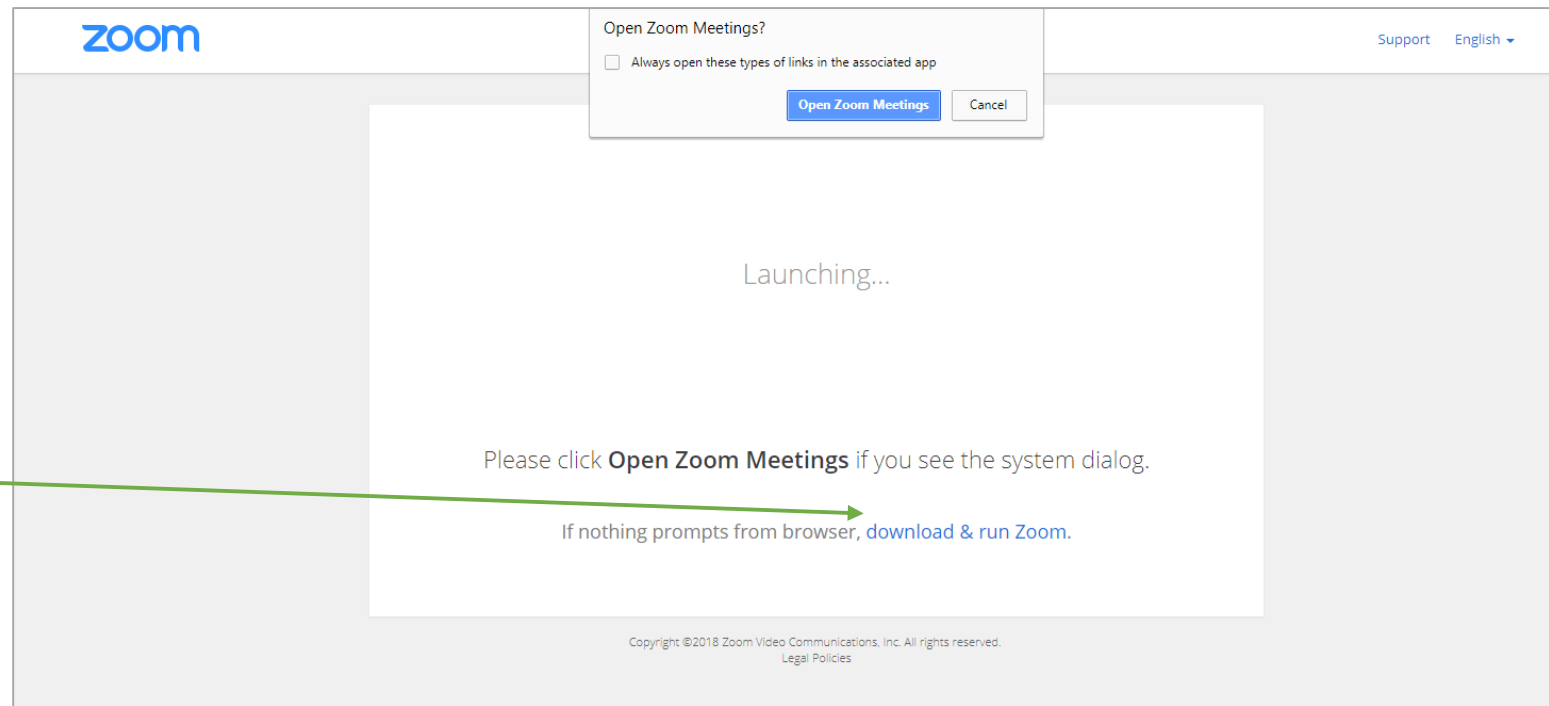 zoom
Open Zoom Meetings?
Always open these types of links in the associated app
Open Zoom Meetings
Cancel
Support
English
Launching...
Please click Open Zoom Meetings if you see the system dialog.
If nothing prompts from browser, download & run Zoom.
Copyright ©2018 Zoom Video Communications, Inc. All rights reserved.
Legal Policies